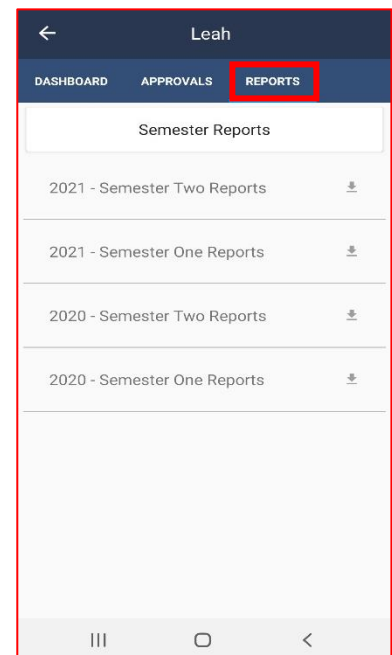 Leah
DASHBOARD APPROVALS REPORTS
Semester Reports
2021 - Semester Two Reports
2021 - Semester One Reports
2020 - Semester Two Reports
2020 - Semester One Reports